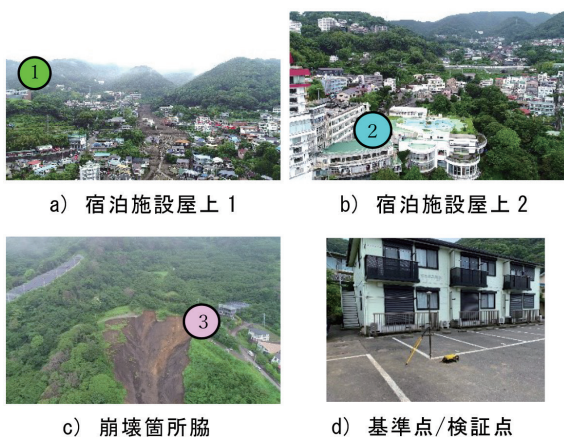 1
2
a) 宿泊施設屋上 1
b) 宿泊施設屋上 2
3
c) 崩壊箇所脇
d) 基準点/検証点